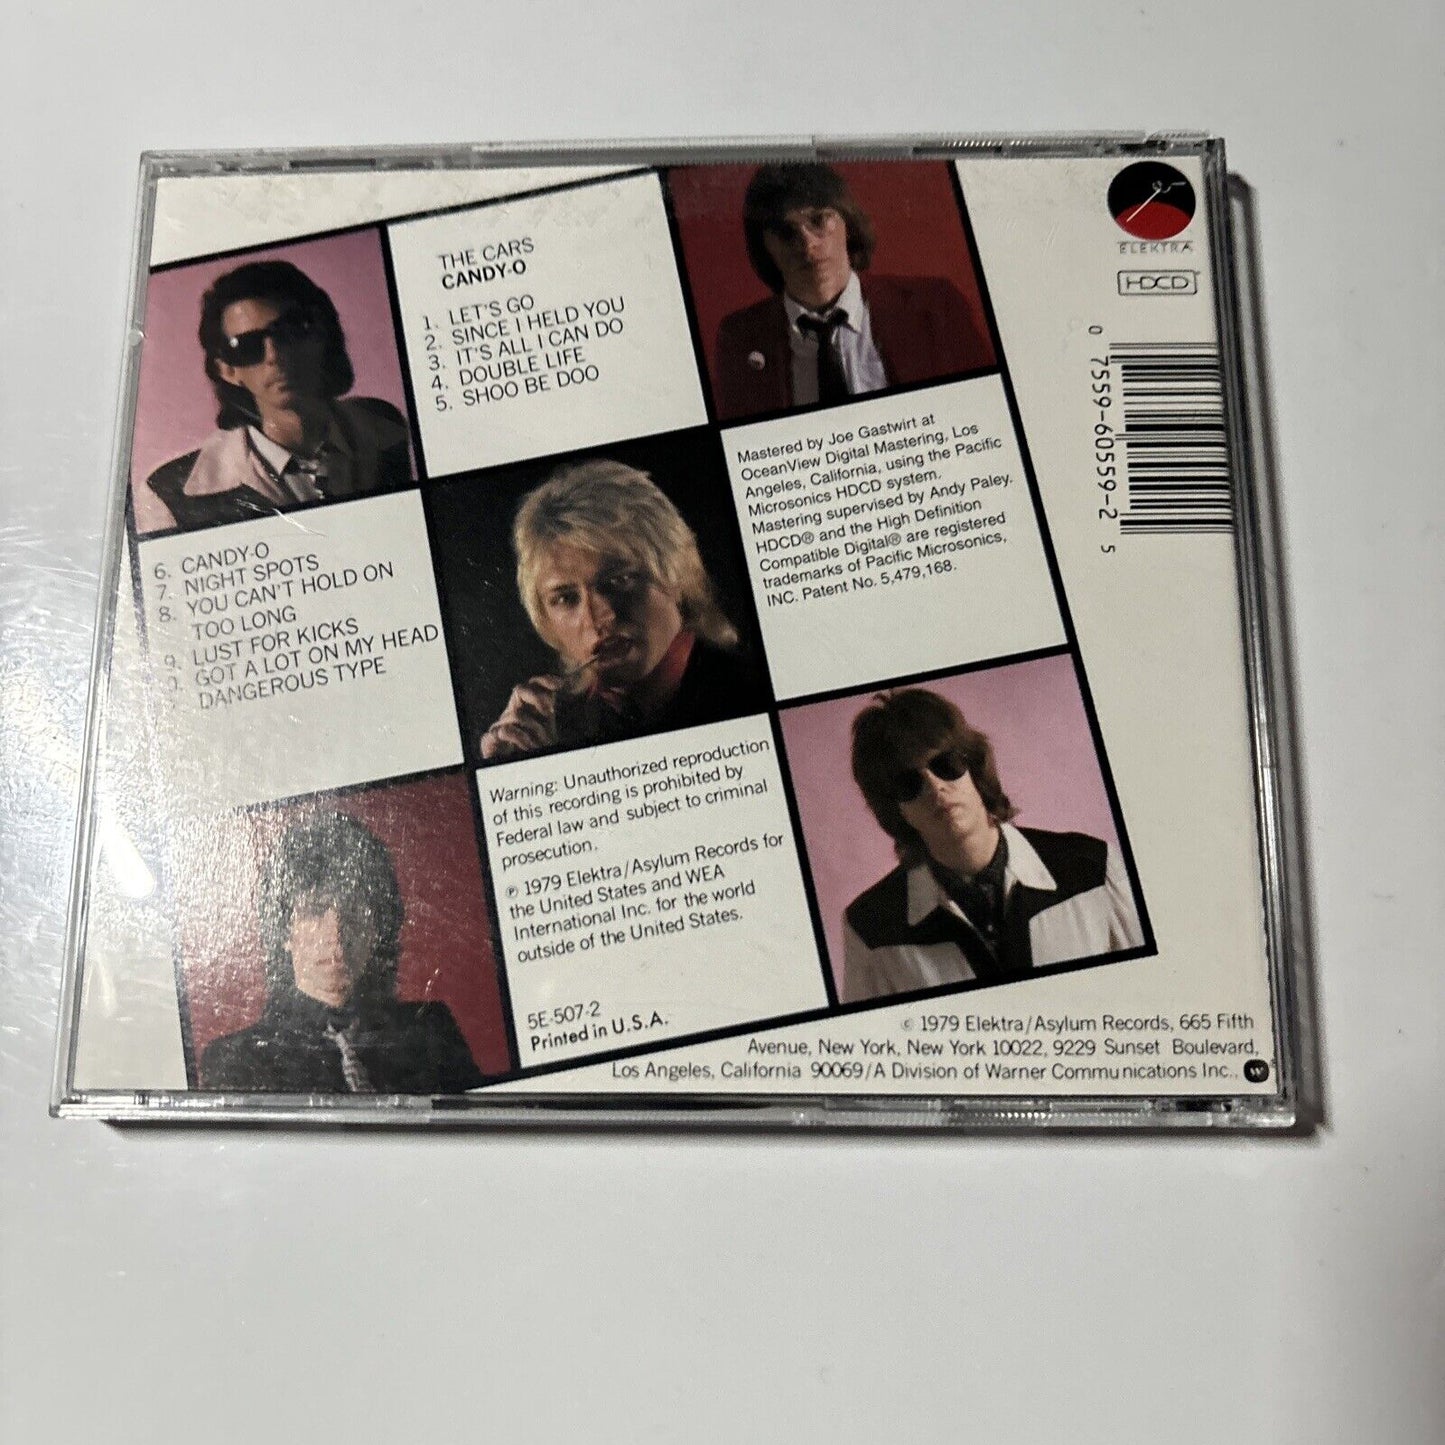 THE CARS
CANDY-O
1. LET'S GO
2. SINCE I HELD YOU
3. IT'S ALL I CAN DO
4. DOUBLE LIFE
5. SHOO BE DOO
6. CANDY-O
7. NIGHT SPOTS
8. YOU CAN'T HOLD ON
TOO LONG
9. LUST FOR KICKS
GOT A LOT ON MY HEAD
DANGEROUS TYPE
Mastered by Joe Gastwirt at
OceanView Digital Mastering, Los
Angeles, California, using the Pacific
Microsonics HDCD system.
Mastering supervised by Andy Paley.
HDCD® and the High Definition
Compatible Digital® are registered
trademarks of Pacific Microsonics,
INC. Patent No. 5,479,168.
Warning: Unauthorized reproduction
of this recording is prohibited by
Federal law and subject to criminal
prosecution.
℗ 1979 Elektra/Asylum Records for
the United States and WEA
International Inc. for the world
outside of the United States.
5E-507-2
Printed in U.S.A.
© 1979 Elektra/Asylum Records, 665 Fifth
Avenue, New York, New York 10022, 9229 Sunset Boulevard,
Los Angeles, California 90069/A Division of Warner Communications Inc.,
ELEKTRA
HDCD
0 7559-60559-2 5